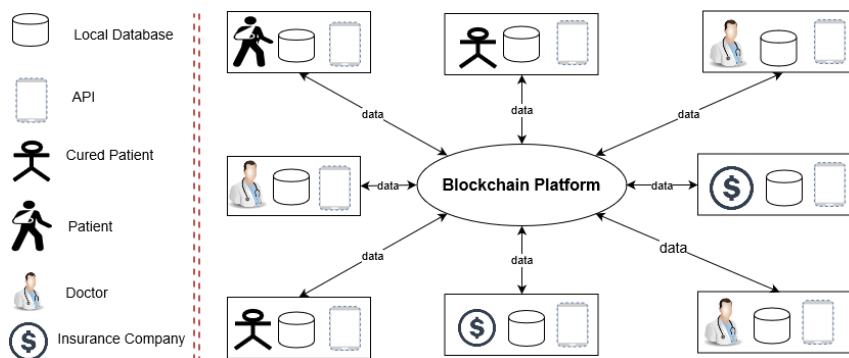 Local Database
API
Cured Patient
Patient
Doctor
Insurance Company
data
data
data
data
Blockchain Platform
data
data
data
data